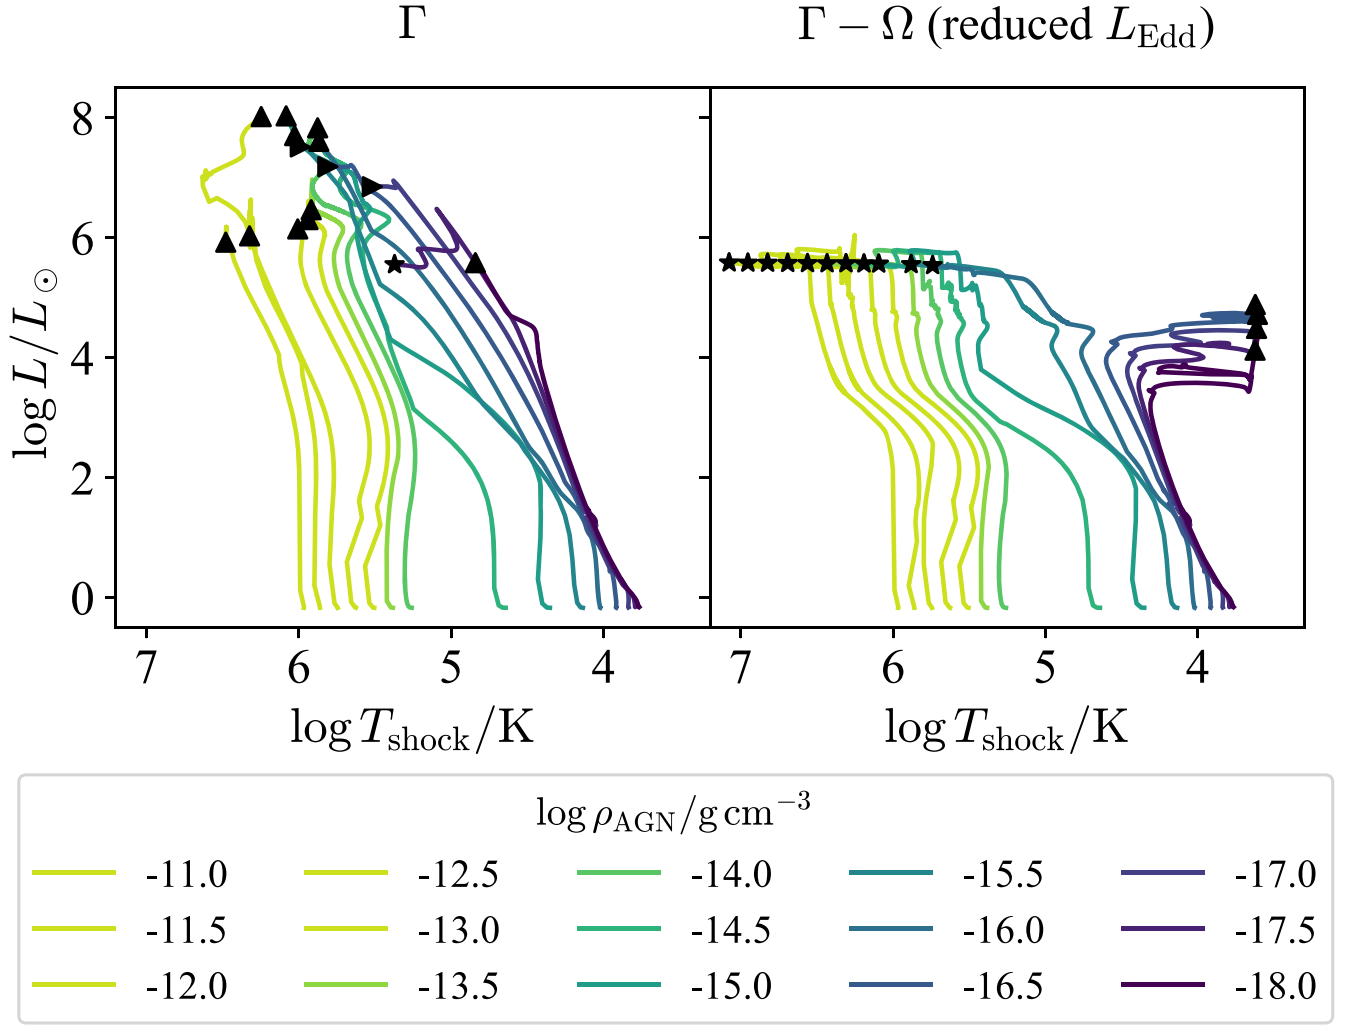 Γ
Γ − Ω (reduced L_Edd)
log L/L_⊙
8
6
4
2
0
7 6 5 4
7 6 5 4
log T_shock/K
log T_shock/K
log ρ_AGN/g cm^−3
-11.0 -12.5 -14.0 -15.5 -17.0
-11.5 -13.0 -14.5 -16.0 -17.5
-12.0 -13.5 -15.0 -16.5 -18.0